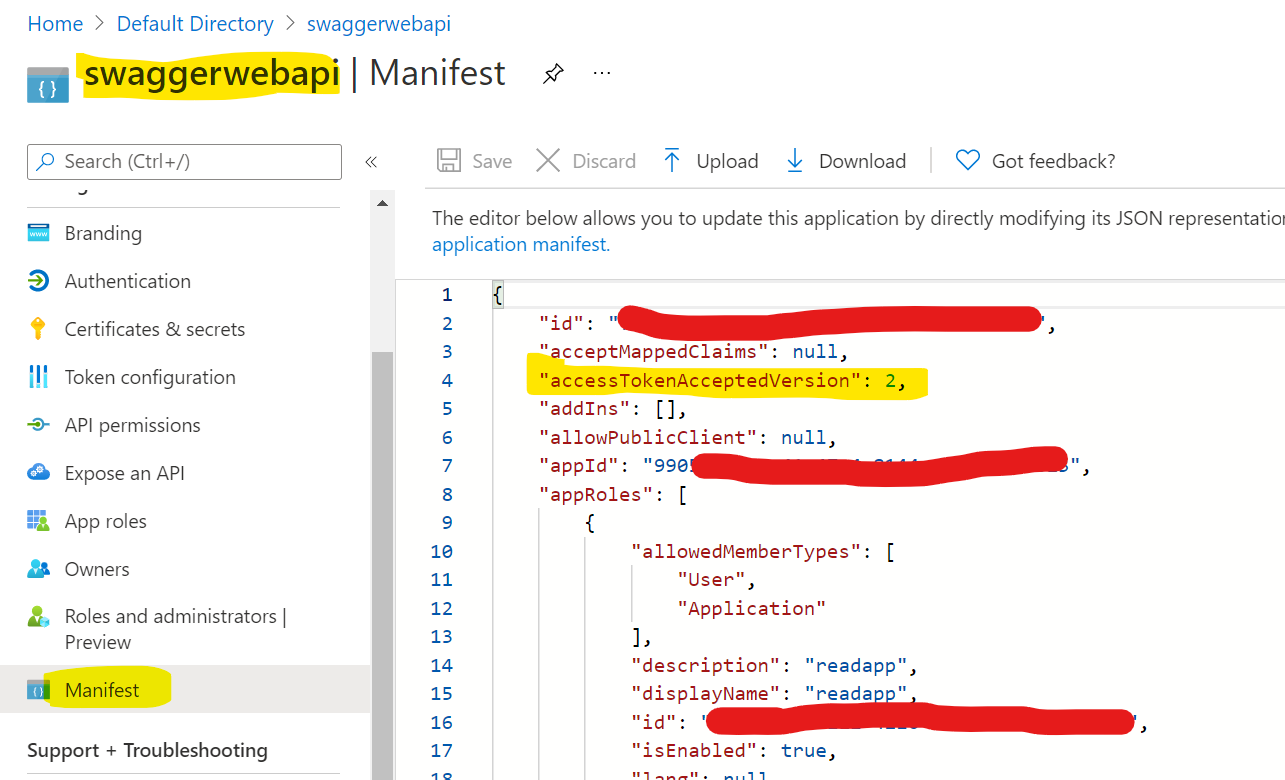 Home > Default Directory > swaggerwebapi
swaggerwebapi | Manifest
Search (Ctrl+/)
«
Save
Discard
Upload
Download
Got feedback?
The editor below allows you to update this application by directly modifying its JSON
application manifest.
Branding
Authentication
Certificates & secrets
Token configuration
API permissions
Expose an API
App roles
Owners
Roles and administrators |
Preview
Manifest
Support + Troubleshooting
1 {
2 "id": "",
3 "acceptMappedClaims": null,
4 "accessTokenAcceptedVersion": 2,
5 "addIns": [],
6 "allowPublicClient": null,
7 "appId": "990",
8 "appRoles": [
9 {
10 "allowedMemberTypes": [
11 "User",
12 "Application"
13 ],
14 "description": "readapp",
15 "displayName": "readapp",
16 "id": "",
17 "isEnabled": true,
18 "lang": null